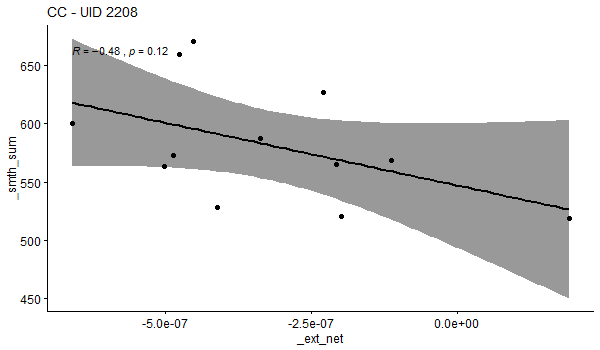 CC - UID 2208
R = −0.48 , p = 0.12
650
600
550
500
450
_smth_sum
-5.0e-07
-2.5e-07
0.0e+00
_ext_net